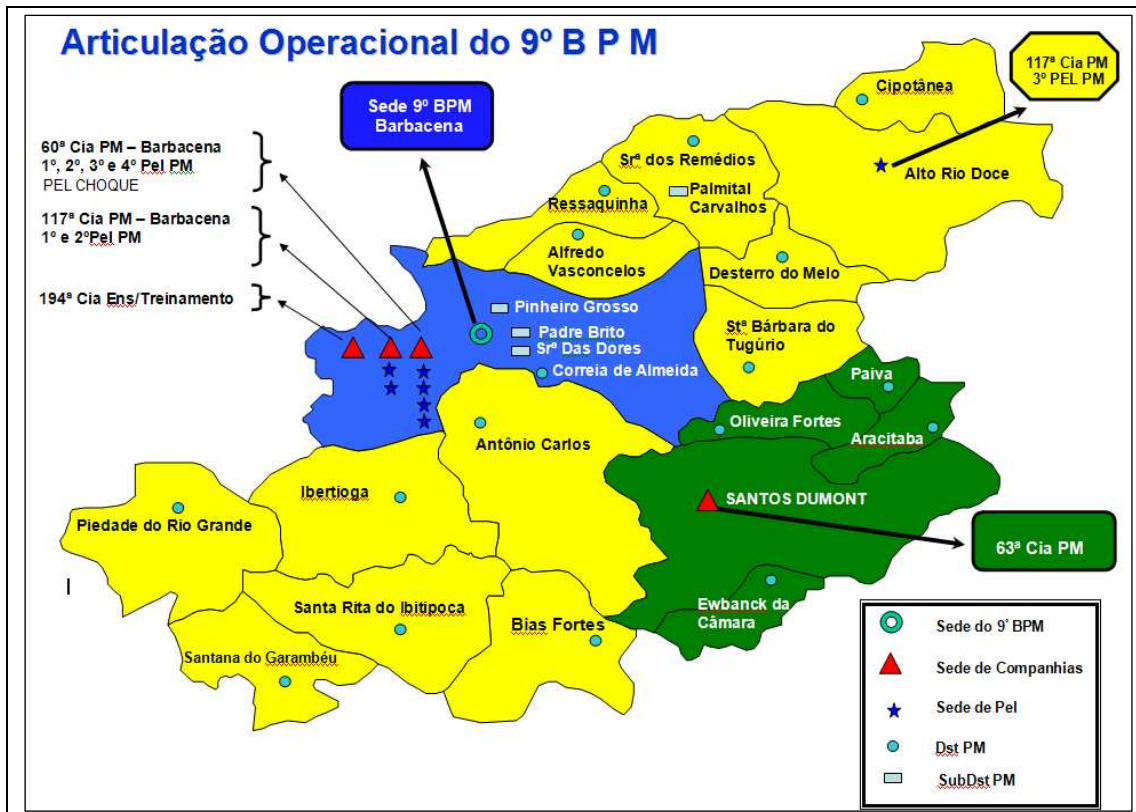 Articulação Operacional do 9º B P M
Sede 9º BPM
Barbacena
117ª Cia PM
3º PEL PM
60ª Cia PM – Barbacena
1º, 2º, 3º e 4º Pel PM
PEL CHOQUE
117ª Cia PM – Barbacena
1º e 2ºPel PM
194ª Cia Ens/Treinamento
Cipotânea
Alto Rio Doce
Srª dos Remédios
Palmital
Carvalhos
Ressaquinha
Alfredo
Vasconcelos
Desterro do Melo
Pinheiro Grosso
Padre Brito
Srª Das Dores
Correia de Almeida
Stª Bárbara do
Tugúrio
Paiva
Oliveira Fortes
Aracitaba
Antônio Carlos
Ibertioga
Piedade do Rio Grande
SANTOS DUMONT
63ª Cia PM
Ewbanck da
Câmara
Santa Rita do Ibitipoca
Bias Fortes
Santana do Garambéu
Sede do 9º BPM
Sede de Companhias
Sede de Pel
Dst PM
SubDst PM